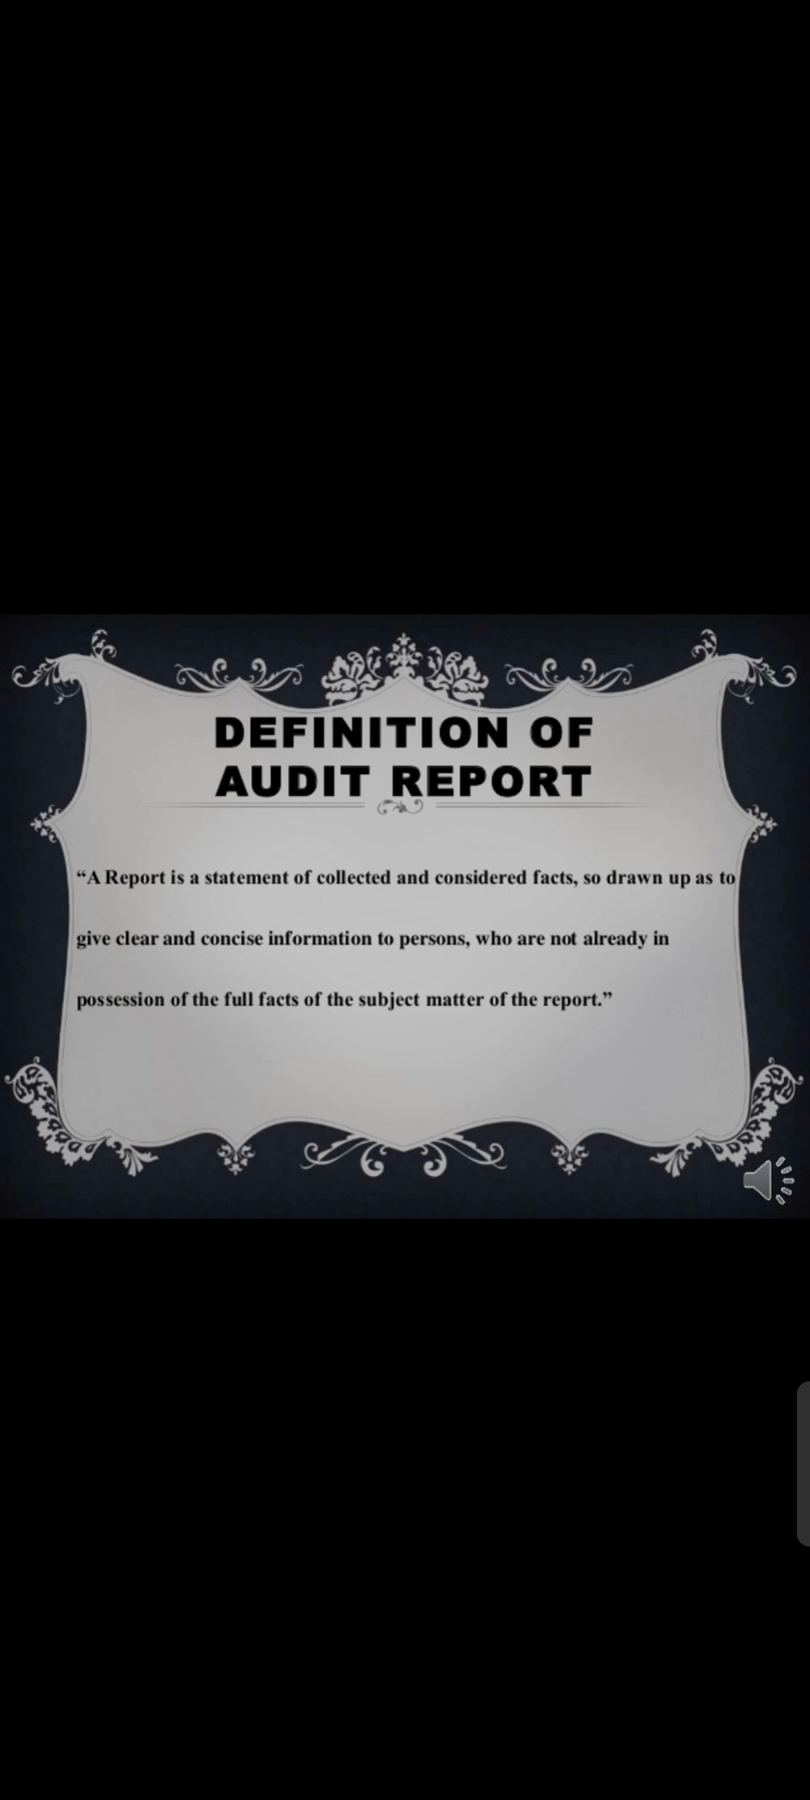 DEFINITION OF
AUDIT REPORT
“A Report is a statement of collected and considered facts, so drawn up as to
give clear and concise information to persons, who are not already in
possession of the full facts of the subject matter of the report.”